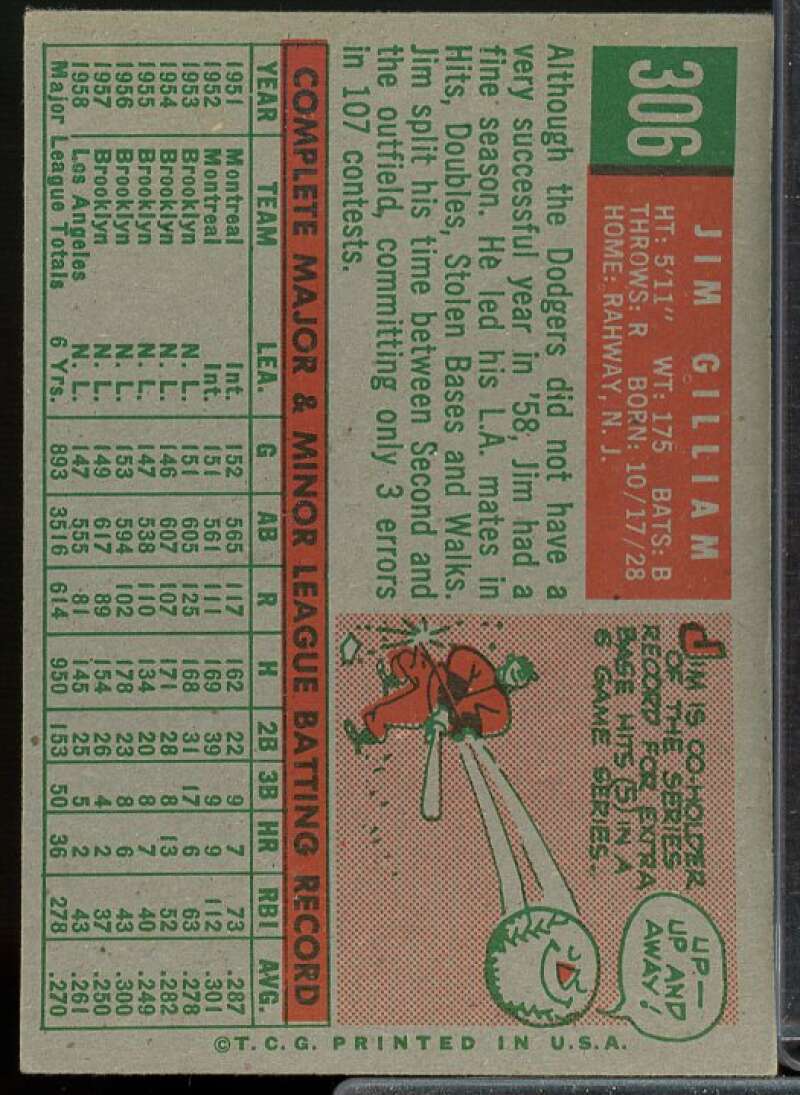 306
JIM GILLIAM
HT: 5'11" WT: 175 BATS: B
THROWS: R BORN: 10/17/28
HOME: RAHWAY, N. J.
Although the Dodgers did not have a
very successful year in '58, Jim had a
fine season. He led his L.A. mates in
Hits, Doubles, Stolen Bases and Walks.
Jim split his time between Second and
the outfield, committing only 3 errors
in 107 contests.
JIM IS CO-HOLDER
OF THE SERIES
RECORD FOR EXTRA
BASE HITS (5) IN A
6 GAME SERIES.
UP—
UP AND
AWAY!
COMPLETE MAJOR & MINOR LEAGUE BATTING RECORD
YEAR TEAM LEA. G AB R H 2B 3B HR RBI AVG.
1951 Montreal Int. 152 565 117 162 22 9 7 73 .287
1952 Montreal Int. 151 561 111 169 39 9 9 112 .301
1953 Brooklyn N. L. 151 605 125 168 31 17 6 63 .278
1954 Brooklyn N. L. 146 607 107 171 28 8 13 52 .282
1955 Brooklyn N. L. 147 538 110 134 20 8 7 40 .249
1956 Brooklyn N. L. 153 594 102 178 23 8 6 43 .300
1957 Brooklyn N. L. 149 617 89 154 26 4 2 37 .250
1958 Los Angeles N. L. 147 555 81 145 25 5 2 43 .261
Major League Totals 6 Yrs. 893 3516 614 950 153 50 36 278 .270
©T.C.G. PRINTED IN U.S.A.